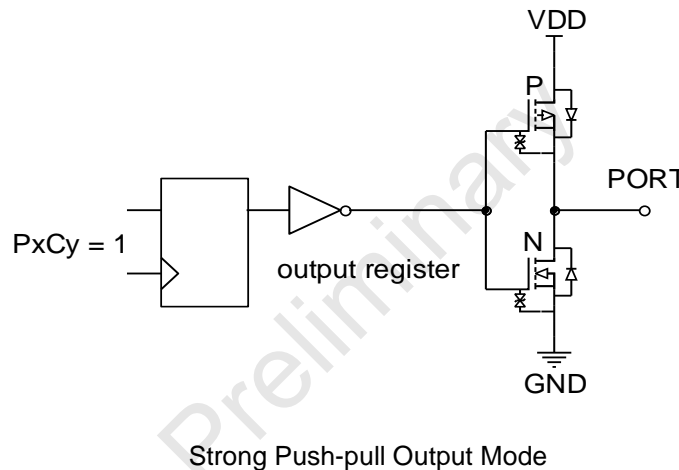 VDD
P
PORT
PxCy = 1
N
output register
GND
Preliminary
Strong Push-pull Output Mode